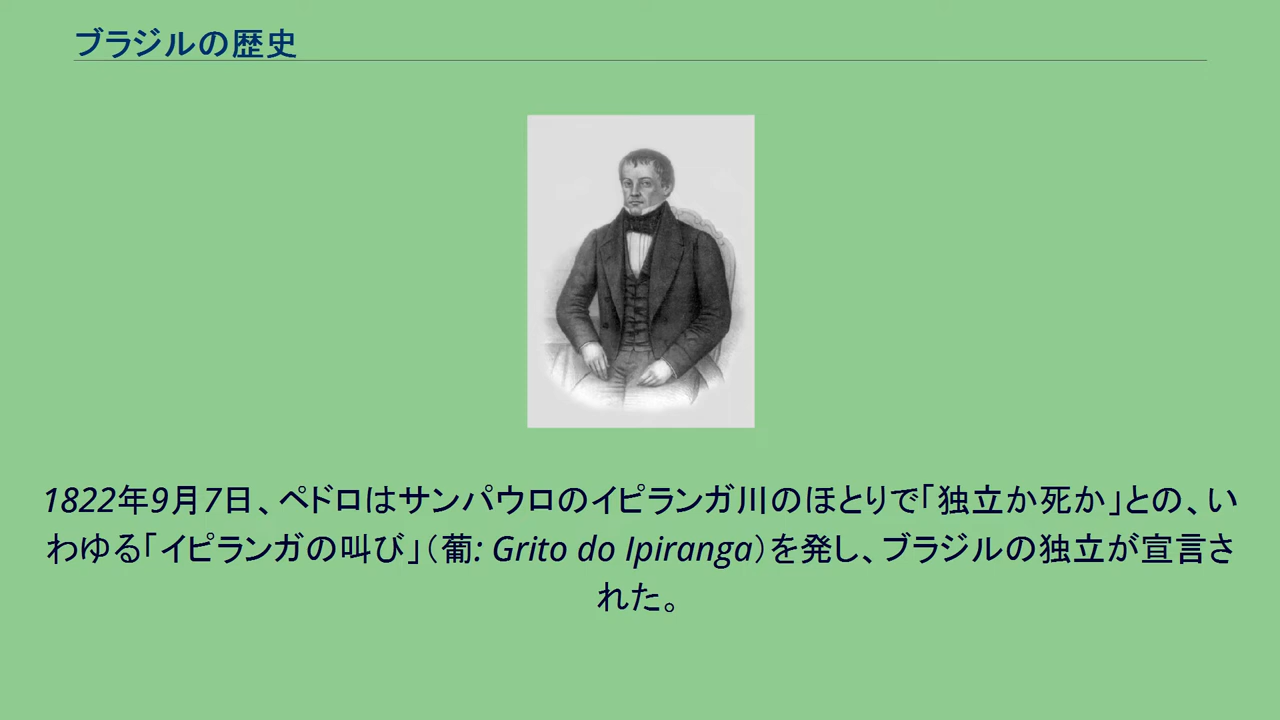 ブラジルの歴史
1822年9月7日、ペドロはサンパウロのイピランガ川のほとりで「独立か死か」との、い
わゆる「イピランガの叫び」（葡: Grito do Ipiranga）を発し、ブラジルの独立が宣言さ
れた。